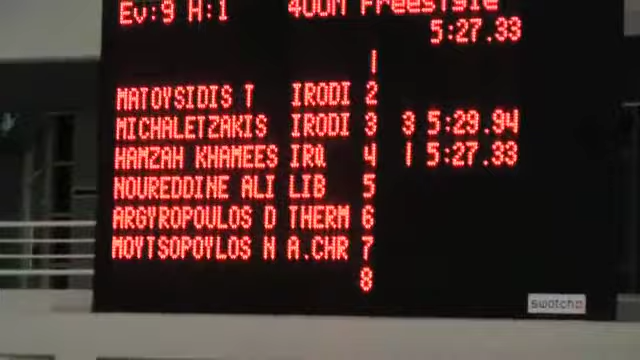 Ev:9 H:1 400m Freestyle
5:27.33
1
MATOYSIDIS T IRODI 2
MICHALETZAKIS IRODI 3 3 5:29.94
HAMZAH KHAMEES IRQ 4 1 5:27.33
NOUREDDINE ALI LIB 5
ARGYROPOULOS D THERM 6
MOYTSOPOYLOS N A.CHR 7
8
swatch